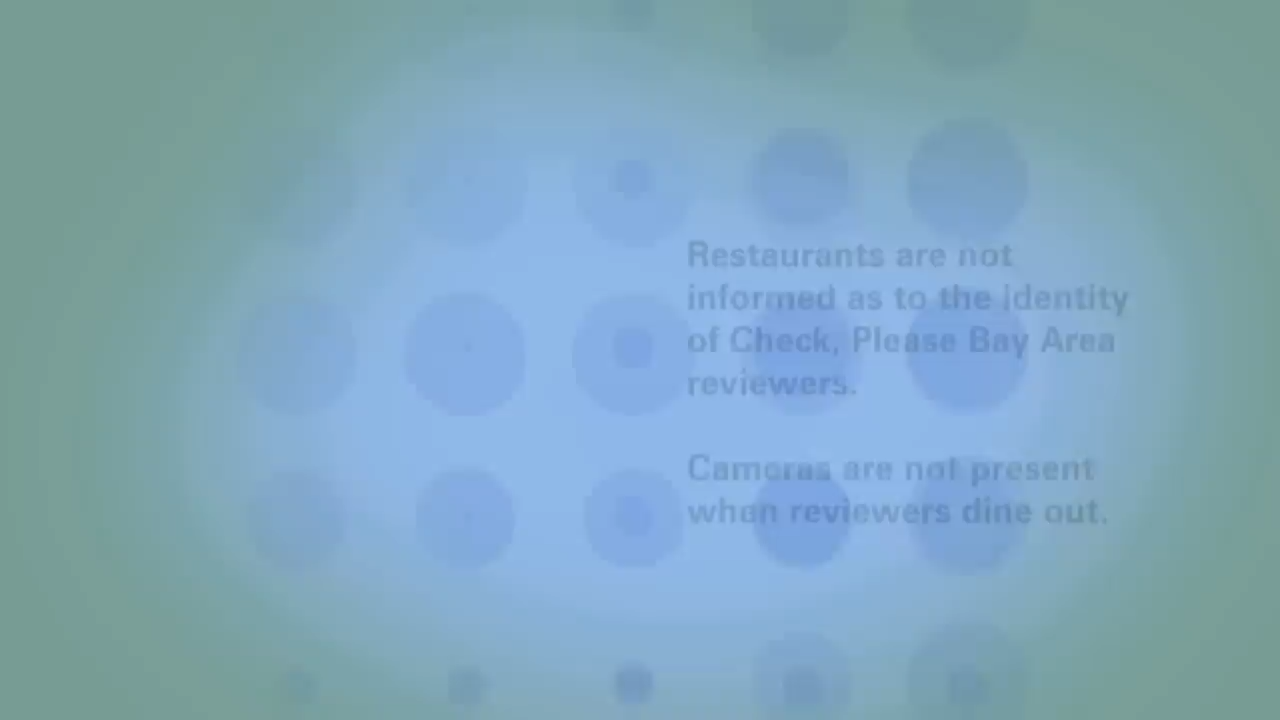 Restaurants are not
informed as to the identity
of Check, Please Bay Area
reviewers.
Cameras are not present
when reviewers dine out.